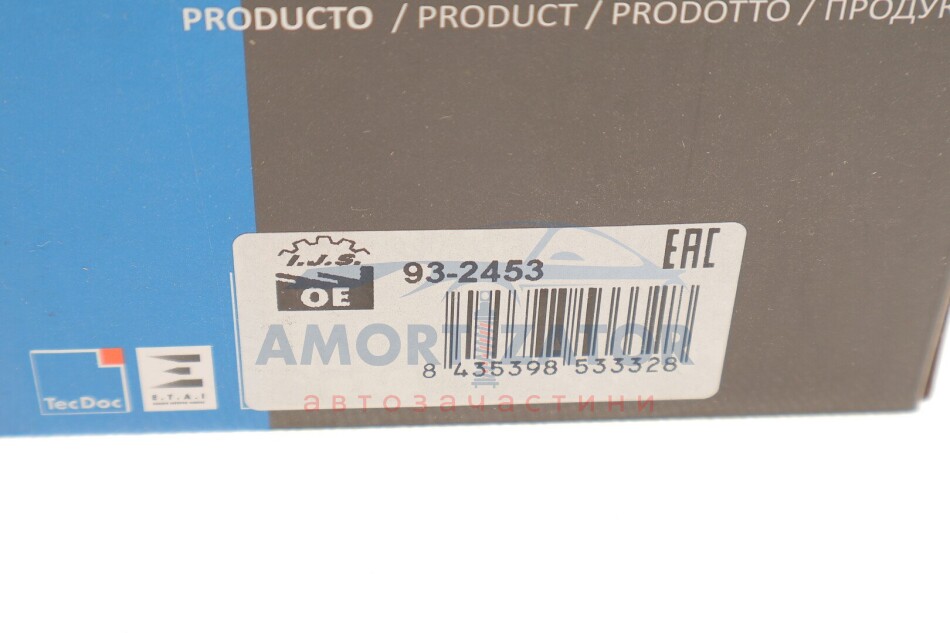 PRODUCTO / PRODUCT / PRODOTTO / ПРОДУК
I.J.S.
OE
93-2453
EAC
AMORTIZATOR
8 435398 533328
автозачастини
TecDoc
E.T.A.I